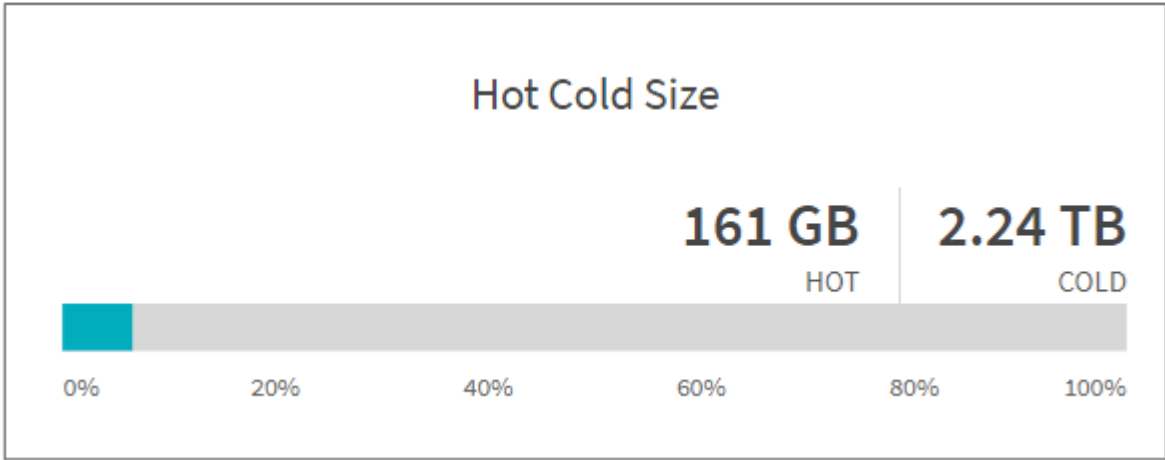 Hot Cold Size
161 GB
HOT
2.24 TB
COLD
0% 20% 40% 60% 80% 100%